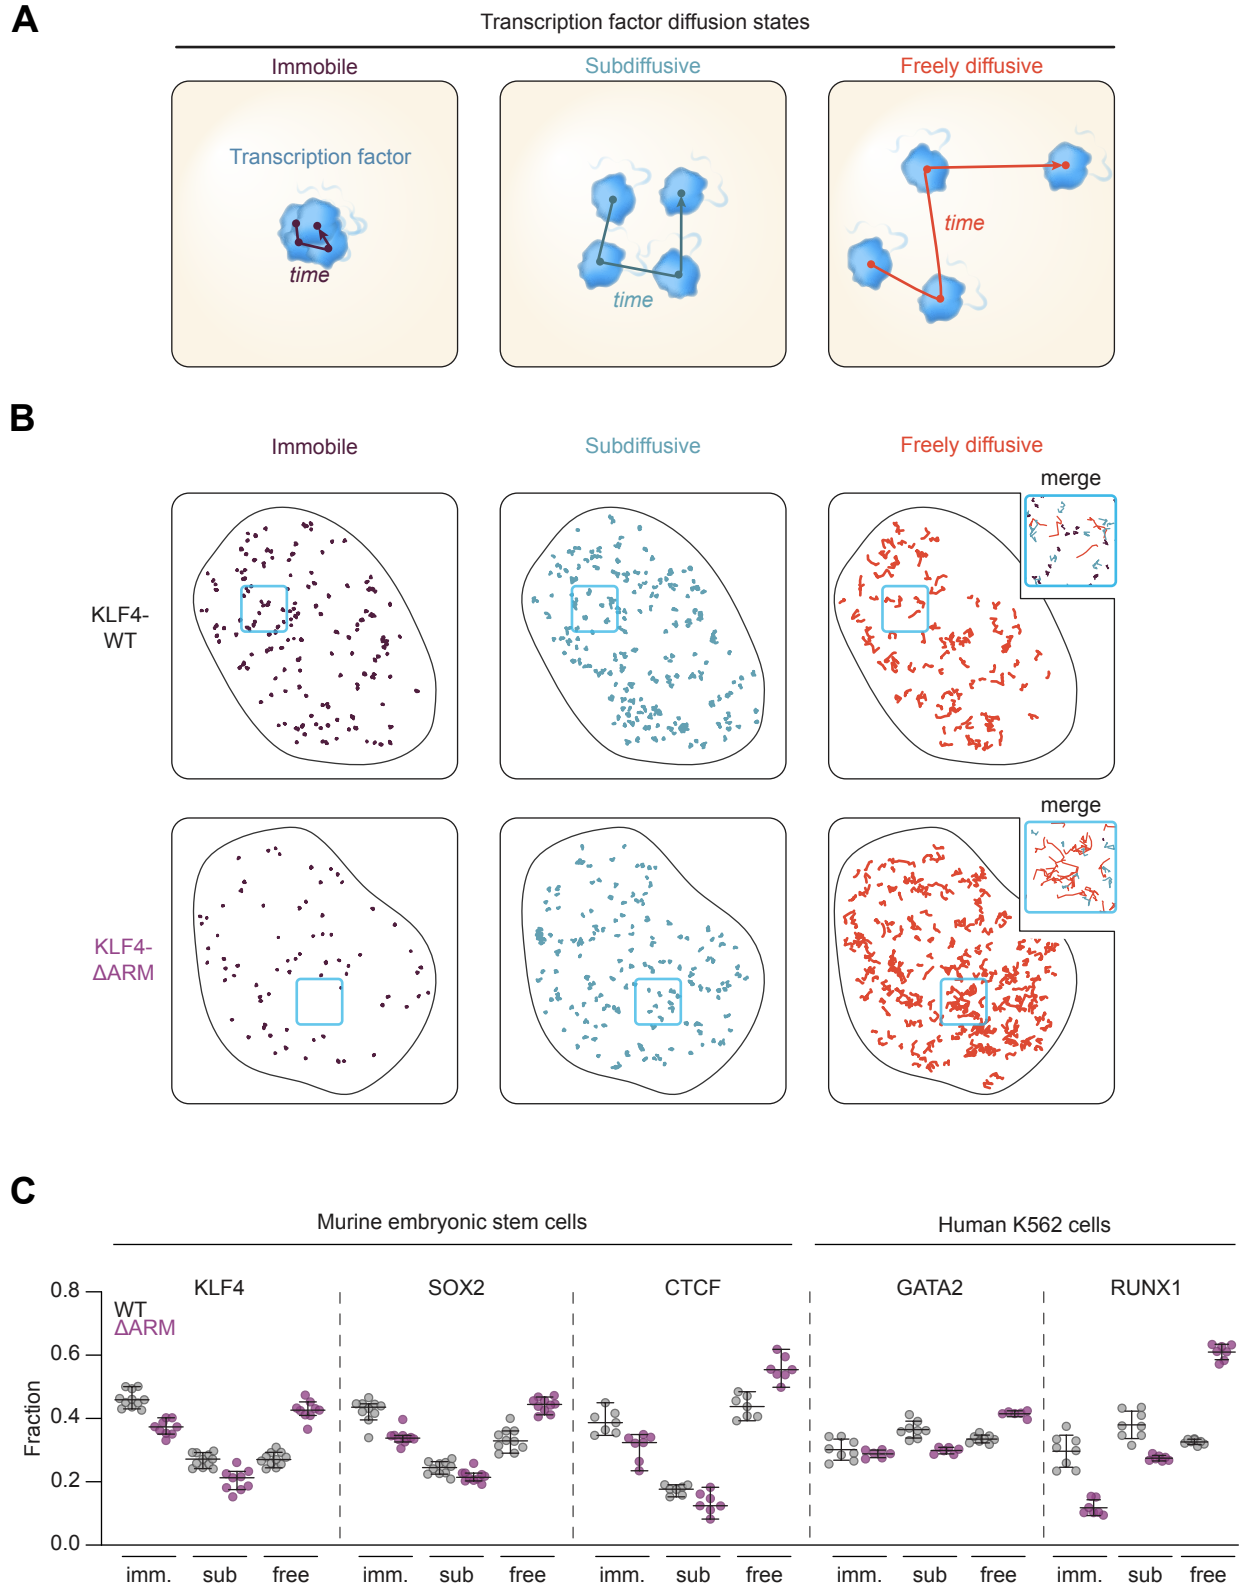 A
Transcription factor diffusion states
Immobile
Subdiffusive
Freely diffusive
Transcription factor
time
time
time
B
Immobile
Subdiffusive
Freely diffusive
merge
KLF4-
WT
merge
KLF4-
ΔARM
C
Murine embryonic stem cells
Human K562 cells
KLF4
SOX2
CTCF
GATA2
RUNX1
WT
ΔARM
Fraction
0.8
0.6
0.4
0.2
0.0
imm. sub free
imm. sub free
imm. sub free
imm. sub free
imm. sub free